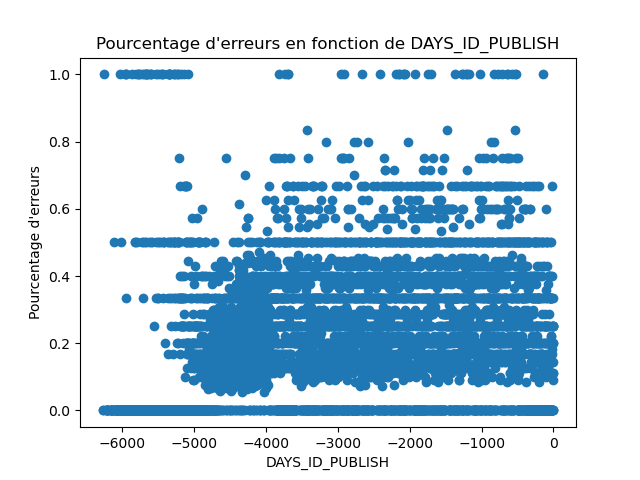 Pourcentage d'erreurs en fonction de DAYS_ID_PUBLISH
1.0
0.8
0.6
0.4
0.2
0.0
Pourcentage d'erreurs
−6000 −5000 −4000 −3000 −2000 −1000 0
DAYS_ID_PUBLISH